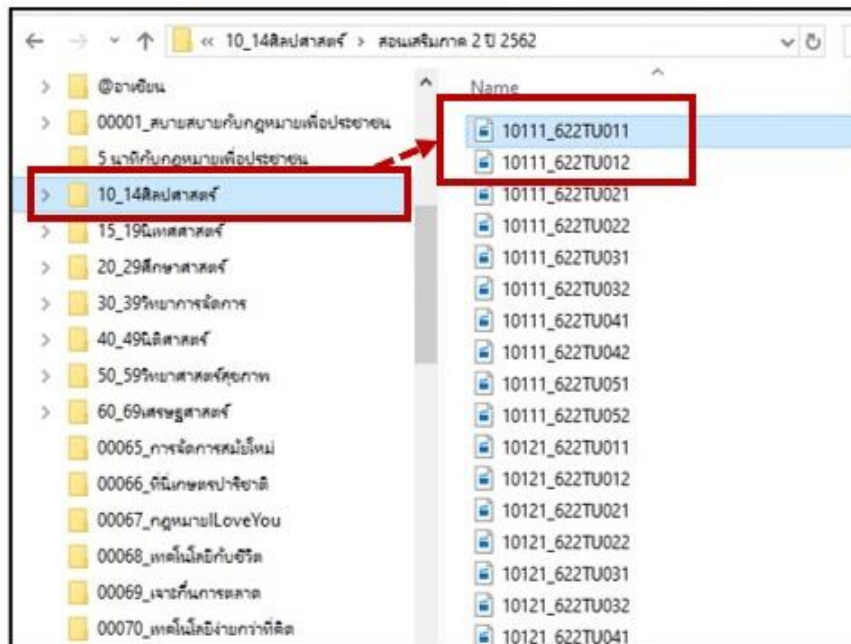 « 10_14ศิลปศาสตร์ > สอนเสริมภาค 2 ปี 2562
@อาเซียน
00001_สบายสบายกับกฎหมายเพื่อประชาชน
5 นาทีกับกฎหมายเพื่อประชาชน
10_14ศิลปศาสตร์
15_19นิเทศศาสตร์
20_29ศึกษาศาสตร์
30_39วิทยาการจัดการ
40_49นิติศาสตร์
50_59วิทยาศาสตร์สุขภาพ
60_69เศรษฐศาสตร์
00065_การจัดการสมัยใหม่
00066_ที่นี่เกษตรปาริชาติ
00067_กฎหมายILoveYou
00068_เทคโนโลยีกับชีวิต
00069_เจาะกึ๋นการตลาด
00070_เทคโนโลยีง่ายกว่าที่คิด
Name
10111_622TU011
10111_622TU012
10111_622TU021
10111_622TU022
10111_622TU031
10111_622TU032
10111_622TU041
10111_622TU042
10111_622TU051
10111_622TU052
10121_622TU011
10121_622TU012
10121_622TU021
10121_622TU022
10121_622TU031
10121_622TU032
10121_622TU041